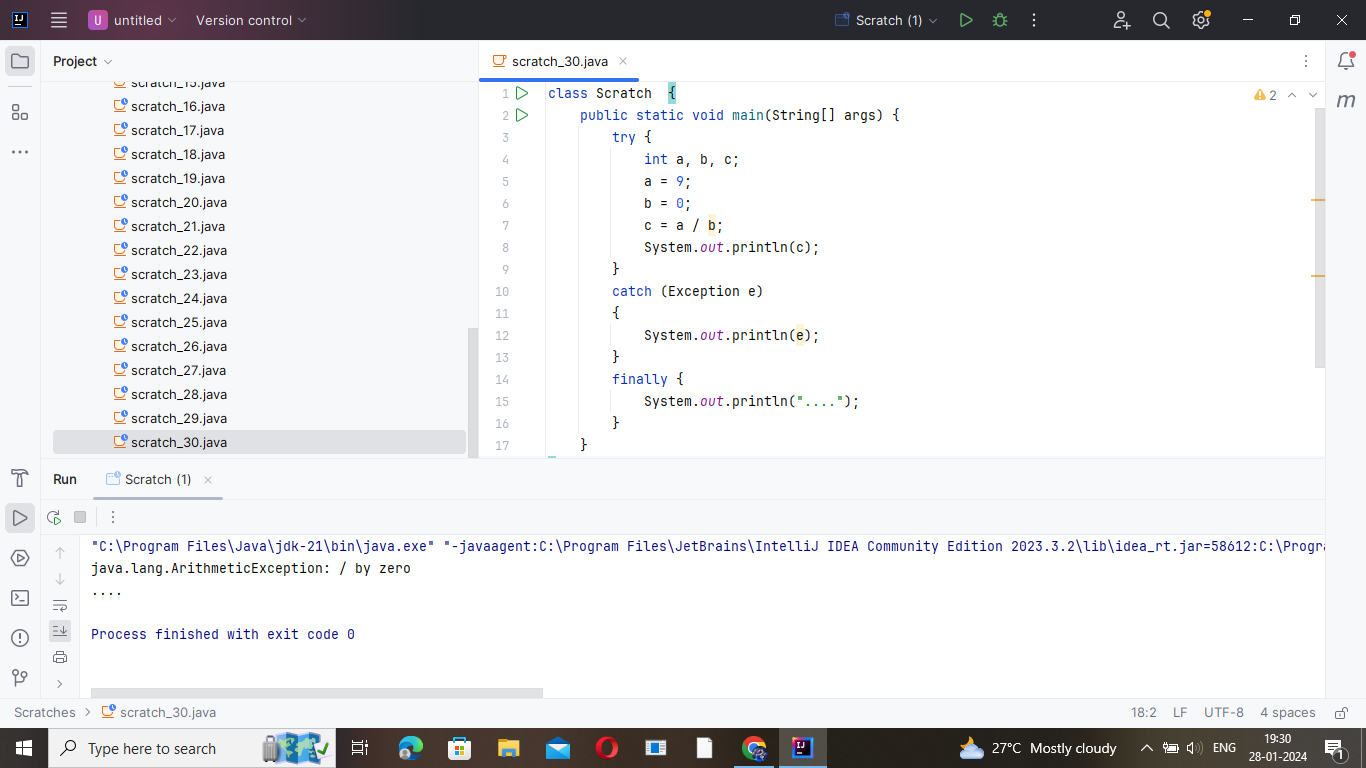 U untitled Version control Scratch (1)
Project
scratch_30.java
scratch_15.java
scratch_16.java
scratch_17.java
scratch_18.java
scratch_19.java
scratch_20.java
scratch_21.java
scratch_22.java
scratch_23.java
scratch_24.java
scratch_25.java
scratch_26.java
scratch_27.java
scratch_28.java
scratch_29.java
scratch_30.java
1 class Scratch  {
2     public static void main(String[] args) {
3         try {
4             int a, b, c;
5             a = 9;
6             b = 0;
7             c = a / b;
8             System.out.println(c);
9         }
10         catch (Exception e)
11         {
12             System.out.println(e);
13         }
14         finally {
15             System.out.println("....");
16         }
17     }
2
m
Run Scratch (1)
"C:\Program Files\Java\jdk-21\bin\java.exe" "-javaagent:C:\Program Files\JetBrains\IntelliJ IDEA Community Edition 2023.3.2\lib\idea_rt.jar=58612:C:\Progra
java.lang.ArithmeticException: / by zero
....
Process finished with exit code 0
Scratches > scratch_30.java 18:2 LF UTF-8 4 spaces
Type here to search 27°C Mostly cloudy ENG 19:30
28-01-2024 1